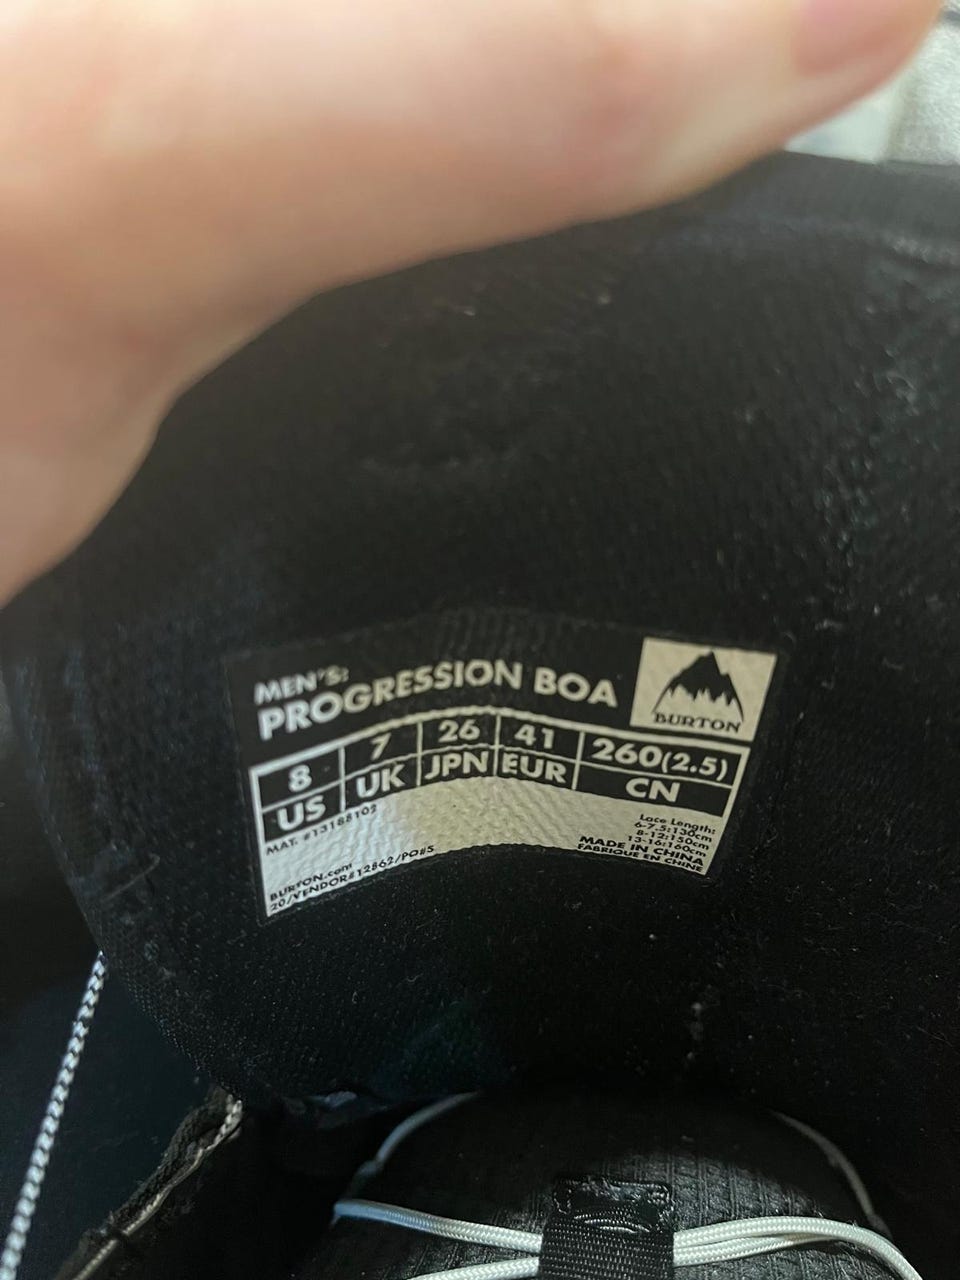 MEN'S:
PROGRESSION BOA
BURTON
8 7 26 41 260(2.5)
US UK JPN EUR CN
MAT. #13188102
Lace Length:
6-7.5:130cm
8-12:150cm
13-16:160cm
MADE IN CHINA
FABRIQUE EN CHINE
BURTON.com
20/VENDOR#12862/PO#S